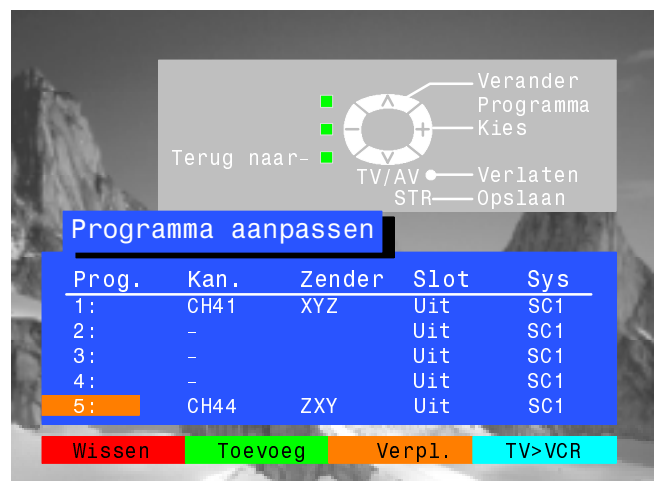 Verander
Programma
Kies
Terug naar–
TV/AV Verlaten
STR Opslaan
Programma aanpassen
Prog. Kan. Zender Slot Sys
1: CH41 XYZ Uit SC1
2: – Uit SC1
3: – Uit SC1
4: – Uit SC1
5: CH44 ZXY Uit SC1
Wissen Toevoeg Verpl. TV>VCR